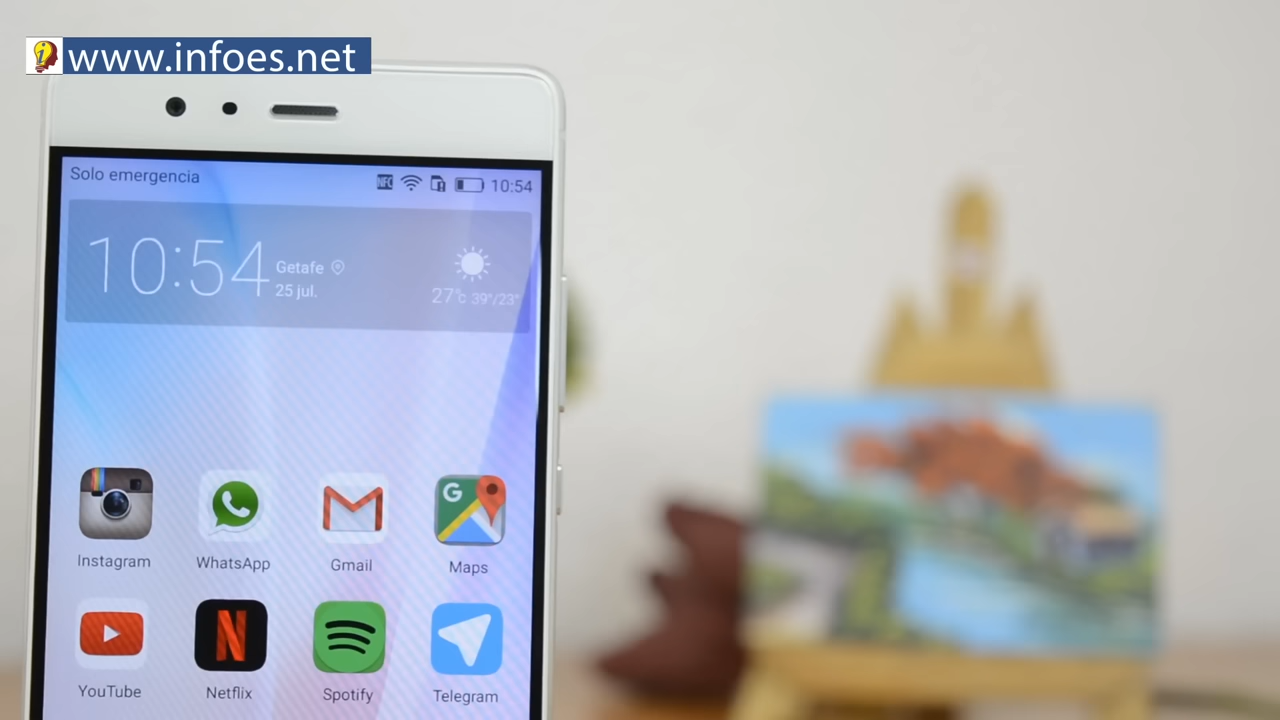 www.infoes.net
Solo emergencia
NFC
10:54
10:54
Getafe
25 jul.
27°c 39°/23°
Instagram
WhatsApp
Gmail
G
Maps
YouTube
Netflix
Spotify
Telegram